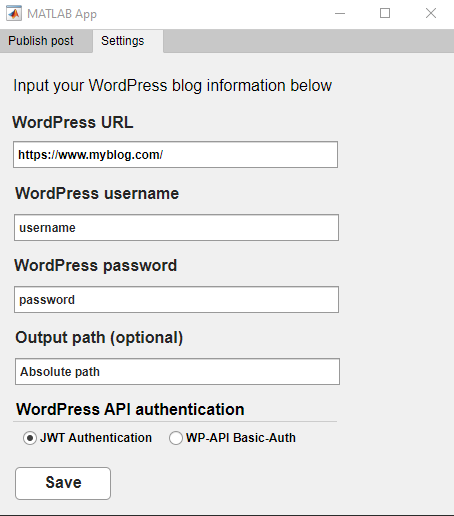 MATLAB App
Publish post Settings
Input your WordPress blog information below
WordPress URL
https://www.myblog.com/
WordPress username
username
WordPress password
password
Output path (optional)
Absolute path
WordPress API authentication
JWT Authentication WP-API Basic-Auth
Save